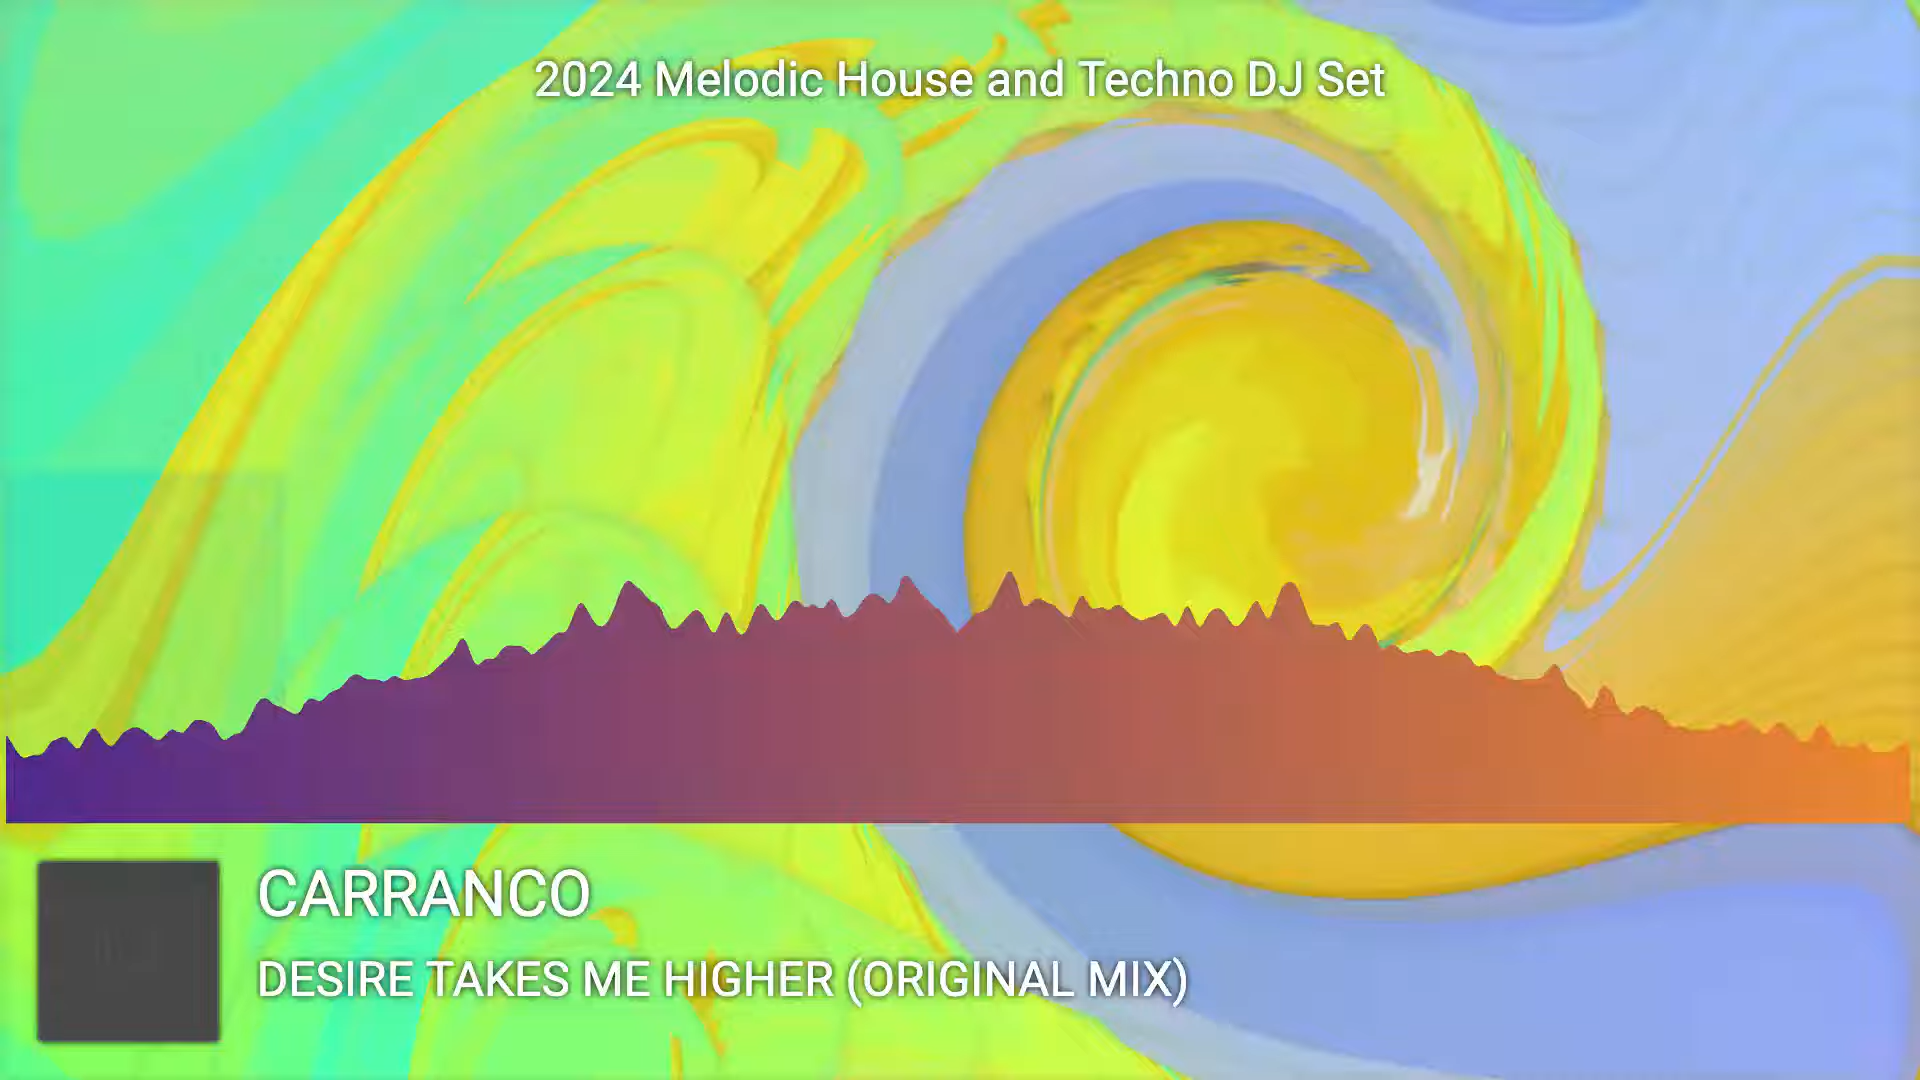 2024 Melodic House and Techno DJ Set
CARRANCO
DESIRE TAKES ME HIGHER (ORIGINAL MIX)